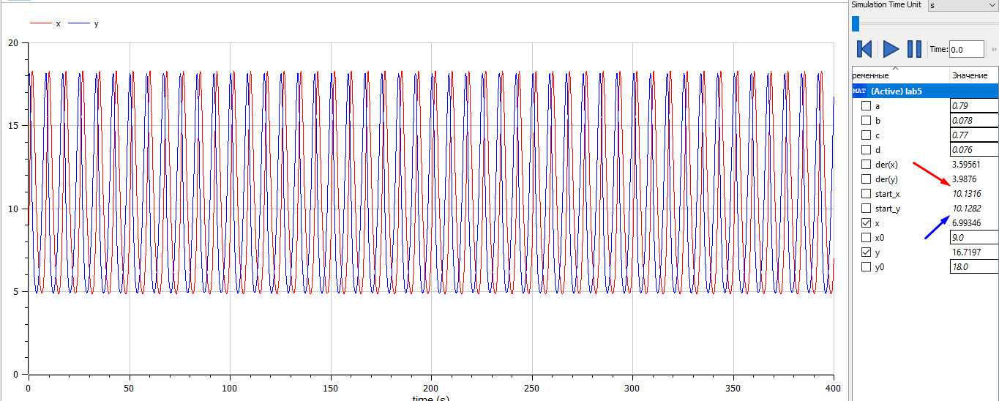 Simulation Time Unit s
x y
Time: 0.0 »
ременные Значение
MAT (Active) lab5
a 0.79
b 0.078
c 0.77
d 0.076
der(x) 3.59561
der(y) 3.9876
start_x 10.1316
start_y 10.1282
x 6.99346
x0 9.0
y 16.7197
y0 18.0
20
15
10
5
0
0 50 100 150 200 250 300 350 400
time (s)